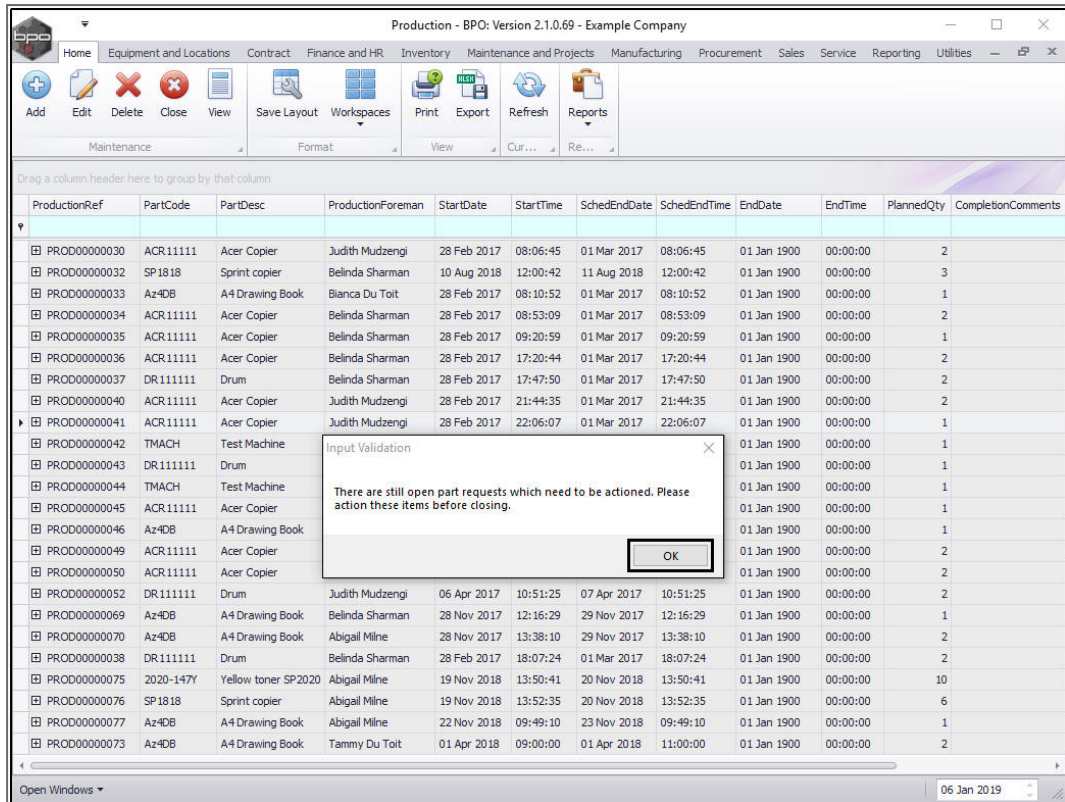 Production - BPO: Version 2.1.0.69 - Example Company
bpo
Home Equipment and Locations Contract Finance and HR Inventory Maintenance and Projects Manufacturing Procurement Sales Service Reporting Utilities
Add Edit Delete Close View Save Layout Workspaces Print Export Refresh Reports
Maintenance Format View Cur... Re...
Drag a column header here to group by that column
ProductionRef PartCode PartDesc ProductionForeman StartDate StartTime SchedEndDate SchedEndTime EndDate EndTime PlannedQty CompletionComments
PROD00000030 ACR11111 Acer Copier Judith Mudzengi 28 Feb 2017 08:06:45 01 Mar 2017 08:06:45 01 Jan 1900 00:00:00 2
PROD00000032 SP1818 Sprint copier Belinda Sharman 10 Aug 2018 12:00:42 11 Aug 2018 12:00:42 01 Jan 1900 00:00:00 3
PROD00000033 Az4DB A4 Drawing Book Bianca Du Toit 28 Feb 2017 08:10:52 01 Mar 2017 08:10:52 01 Jan 1900 00:00:00 1
PROD00000034 ACR11111 Acer Copier Belinda Sharman 28 Feb 2017 08:53:09 01 Mar 2017 08:53:09 01 Jan 1900 00:00:00 2
PROD00000035 ACR11111 Acer Copier Belinda Sharman 28 Feb 2017 09:20:59 01 Mar 2017 09:20:59 01 Jan 1900 00:00:00 1
PROD00000036 ACR11111 Acer Copier Belinda Sharman 28 Feb 2017 17:20:44 01 Mar 2017 17:20:44 01 Jan 1900 00:00:00 2
PROD00000037 DR111111 Drum Belinda Sharman 28 Feb 2017 17:47:50 01 Mar 2017 17:47:50 01 Jan 1900 00:00:00 2
PROD00000040 ACR11111 Acer Copier Judith Mudzengi 28 Feb 2017 21:44:35 01 Mar 2017 21:44:35 01 Jan 1900 00:00:00 2
PROD00000041 ACR11111 Acer Copier Judith Mudzengi 28 Feb 2017 22:06:07 01 Mar 2017 22:06:07 01 Jan 1900 00:00:00 1
PROD00000042 TMACH Test Machine 01 Jan 1900 00:00:00 1
PROD00000043 DR111111 Drum 01 Jan 1900 00:00:00 1
PROD00000044 TMACH Test Machine 01 Jan 1900 00:00:00 1
PROD00000045 ACR11111 Acer Copier 01 Jan 1900 00:00:00 1
PROD00000046 Az4DB A4 Drawing Book 01 Jan 1900 00:00:00 1
PROD00000049 ACR11111 Acer Copier 01 Jan 1900 00:00:00 2
PROD00000050 ACR11111 Acer Copier 01 Jan 1900 00:00:00 2
Input Validation
There are still open part requests which need to be actioned. Please
action these items before closing.
OK
PROD00000052 DR111111 Drum Judith Mudzengi 06 Apr 2017 10:51:25 07 Apr 2017 10:51:25 01 Jan 1900 00:00:00 2
PROD00000069 Az4DB A4 Drawing Book Belinda Sharman 28 Nov 2017 12:16:29 29 Nov 2017 12:16:29 01 Jan 1900 00:00:00 1
PROD00000070 Az4DB A4 Drawing Book Abigail Milne 28 Nov 2017 13:38:10 29 Nov 2017 13:38:10 01 Jan 1900 00:00:00 2
PROD00000038 DR111111 Drum Belinda Sharman 28 Feb 2017 18:07:24 01 Mar 2017 18:07:24 01 Jan 1900 00:00:00 2
PROD00000075 2020-147Y Yellow toner SP2020 Abigail Milne 19 Nov 2018 13:50:41 20 Nov 2018 13:50:41 01 Jan 1900 00:00:00 10
PROD00000076 SP1818 Sprint copier Abigail Milne 19 Nov 2018 13:52:35 20 Nov 2018 13:52:35 01 Jan 1900 00:00:00 6
PROD00000077 Az4DB A4 Drawing Book Abigail Milne 22 Nov 2018 09:49:10 23 Nov 2018 09:49:10 01 Jan 1900 00:00:00 1
PROD00000073 Az4DB A4 Drawing Book Tammy Du Toit 01 Apr 2018 09:00:00 01 Apr 2018 11:00:00 01 Jan 1900 00:00:00 2
Open Windows 06 Jan 2019